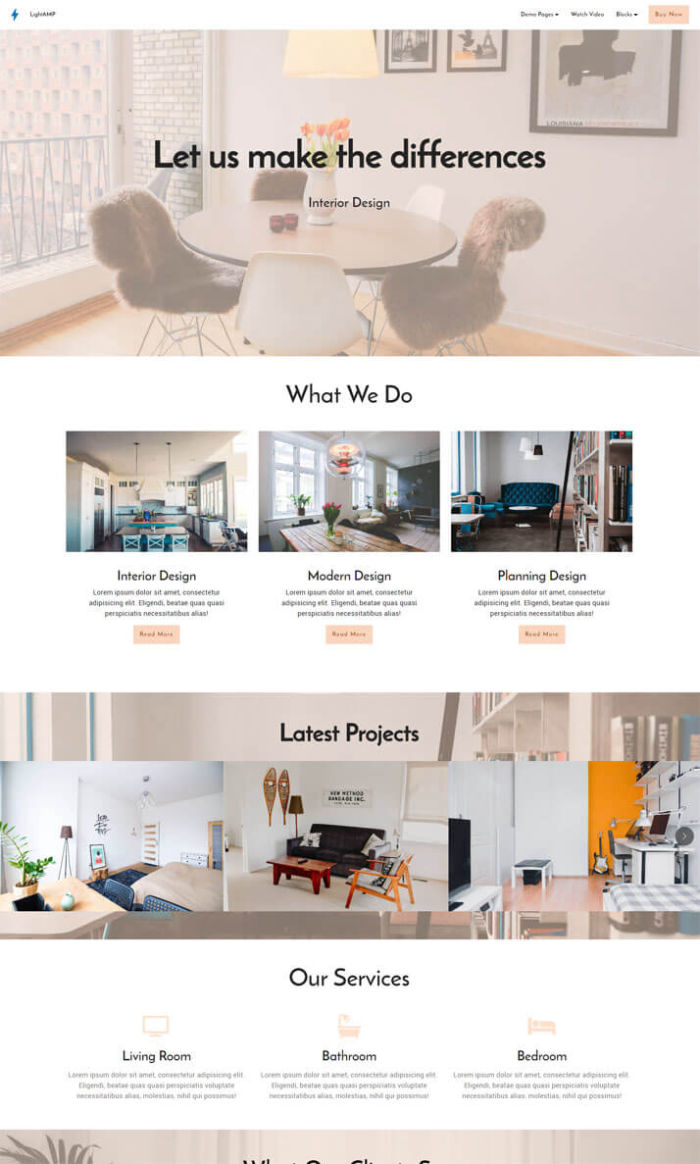 LightAMP
Demo Pages
Watch Video
Blocks
Buy Now
LOUISIANA
Let us make the differences
Interior Design
What We Do
Interior Design
Lorem ipsum dolor sit amet, consectetur
adipisicing elit. Eligendi, beatae quas quasi
perspiciatis necessitatibus alias!
Read More
Modern Design
Lorem ipsum dolor sit amet, consectetur
adipisicing elit. Eligendi, beatae quas quasi
perspiciatis necessitatibus alias!
Read More
Planning Design
Lorem ipsum dolor sit amet, consectetur
adipisicing elit. Eligendi, beatae quas quasi
perspiciatis necessitatibus alias!
Read More
Latest Projects
NEW METHOD
BANDAGE INC.
Our Services
Living Room
Lorem ipsum dolor sit amet, consectetur adipisicing elit.
Eligendi, beatae quas quasi perspiciatis voluptate
necessitatibus alias, molestias, nihil qui possimus!
Bathroom
Lorem ipsum dolor sit amet, consectetur adipisicing elit.
Eligendi, beatae quas quasi perspiciatis voluptate
necessitatibus alias, molestias, nihil qui possimus!
Bedroom
Lorem ipsum dolor sit amet, consectetur adipisicing elit.
Eligendi, beatae quas quasi perspiciatis voluptate
necessitatibus alias, molestias, nihil qui possimus!